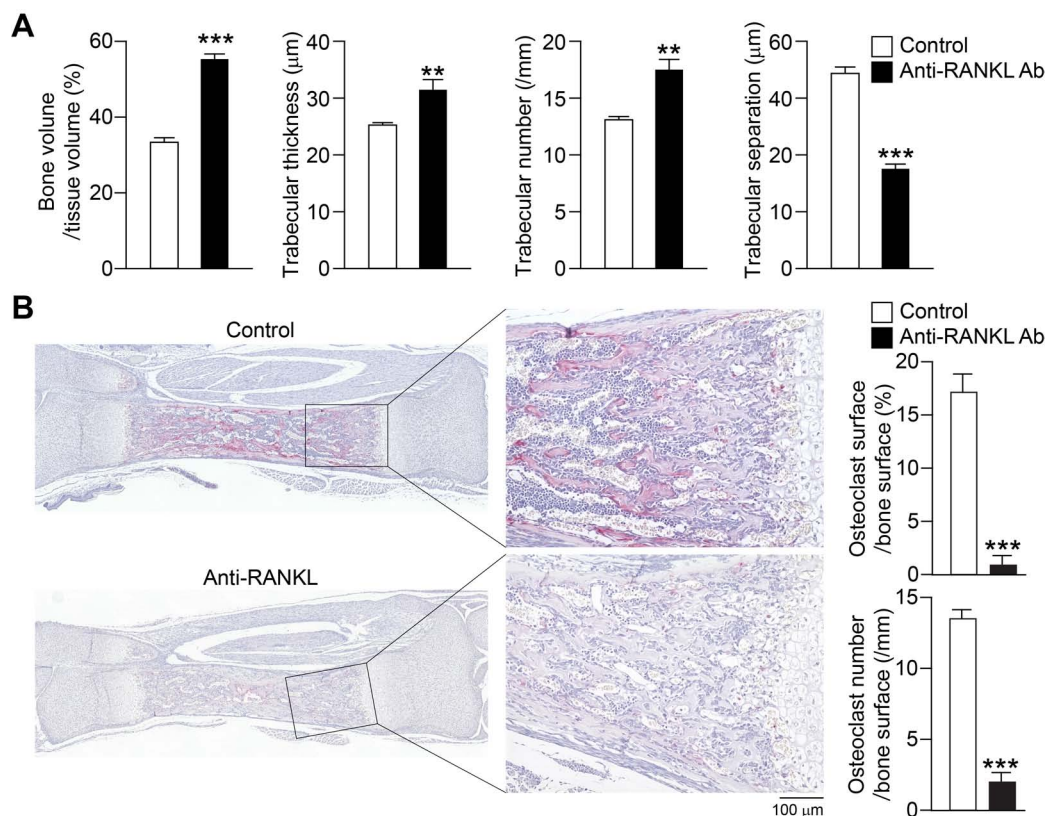 A
Bone volume
/tissue volume (%)
60
40
20
0
***
Trabecular thickness (μm)
40
30
20
10
0
**
Trabecular number (/mm)
20
15
10
5
0
**
Trabecular separation (μm)
20
0
***
Control
Anti-RANKL Ab
B
Control
Anti-RANKL
100 μm
Control
Anti-RANKL Ab
Osteoclast surface
/bone surface (%)
20
15
10
5
0
***
Osteoclast number
/bone surface (/mm)
15
10
5
0
***